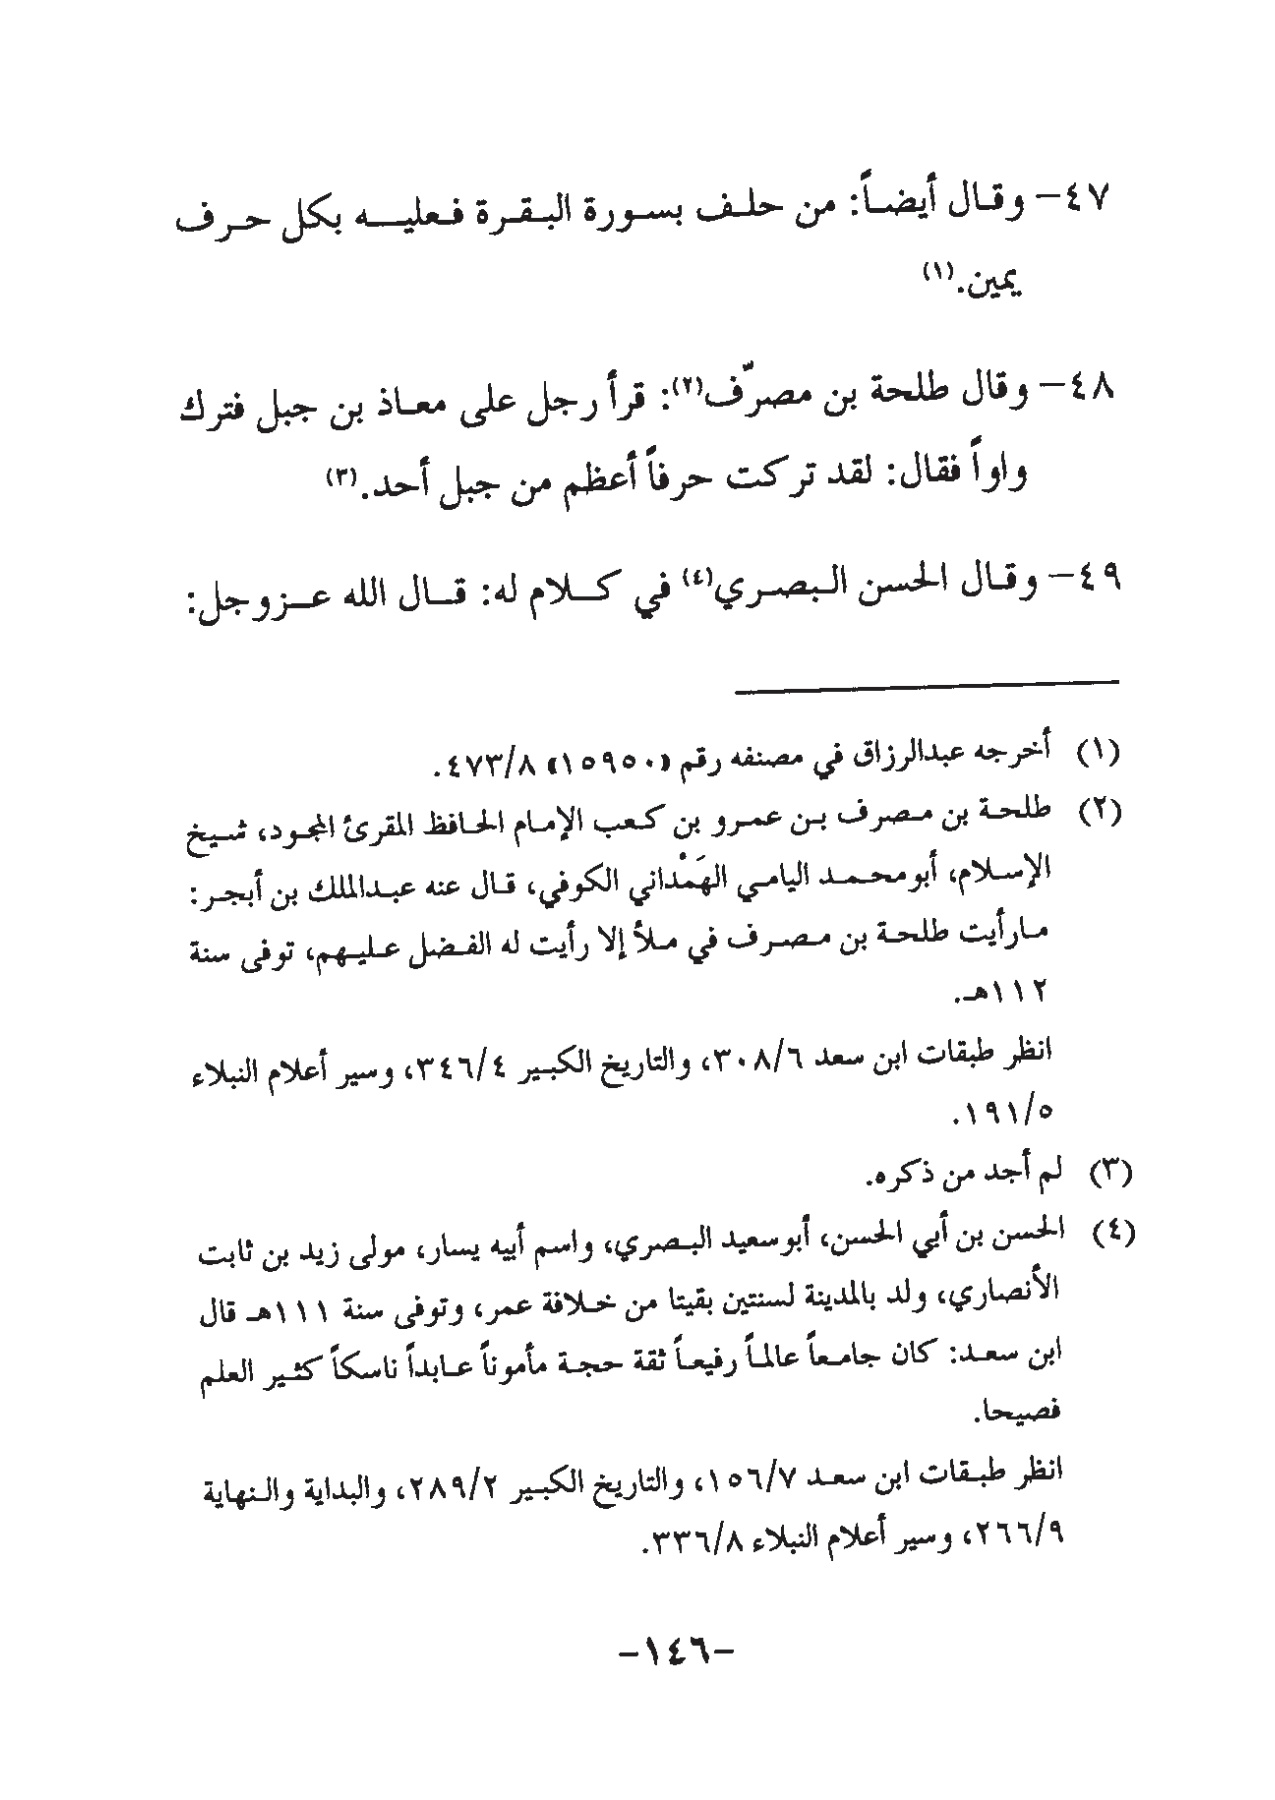 ٤٧- وقال أيضاً: من حلف بسورة البقرة فعليه بكل حرف
يمين.(١)
٤٨- وقال طلحة بن مصرّف(٢): قرأ رجل على معاذ بن جبل فترك
واواً فقال: لقد تركت حرفاً أعظم من جبل أحد.(٣)
٤٩- وقال الحسن البصري(٤) في كلام له: قال الله عزوجل:
(١) أخرجه عبدالرزاق في مصنفه رقم (١٥٩٥٠) ٤٧٣/٨.
(٢) طلحة بن مصرف بن عمرو بن كعب الإمام الحافظ المقرئ المجود، شيخ
الإسلام، أبومحمد اليامي الهَمْداني الكوفي، قال عنه عبدالملك بن أبجر:
مارأيت طلحة بن مصرف في ملأ إلا رأيت له الفضل عليهم، توفى سنة
١١٢هـ.
انظر طبقات ابن سعد ٣٠٨/٦، والتاريخ الكبير ٣٤٦/٤، وسير أعلام النبلاء
١٩١/٥.
(٣) لم أجد من ذكره.
(٤) الحسن بن أبي الحسن، أبوسعيد البصري، واسم أبيه يسار، مولى زيد بن ثابت
الأنصاري، ولد بالمدينة لسنتين بقيتا من خلافة عمر، وتوفى سنة ١١١هـ قال
ابن سعد: كان جامعاً عالماً رفيعاً ثقة حجة مأموناً عابداً ناسكاً كثير العلم
فصيحا.
انظر طبقات ابن سعد ١٥٦/٧، والتاريخ الكبير ٢٨٩/٢، والبداية والنهاية
٢٦٦/٩، وسير أعلام النبلاء ٣٣٦/٨.
-١٤٦-